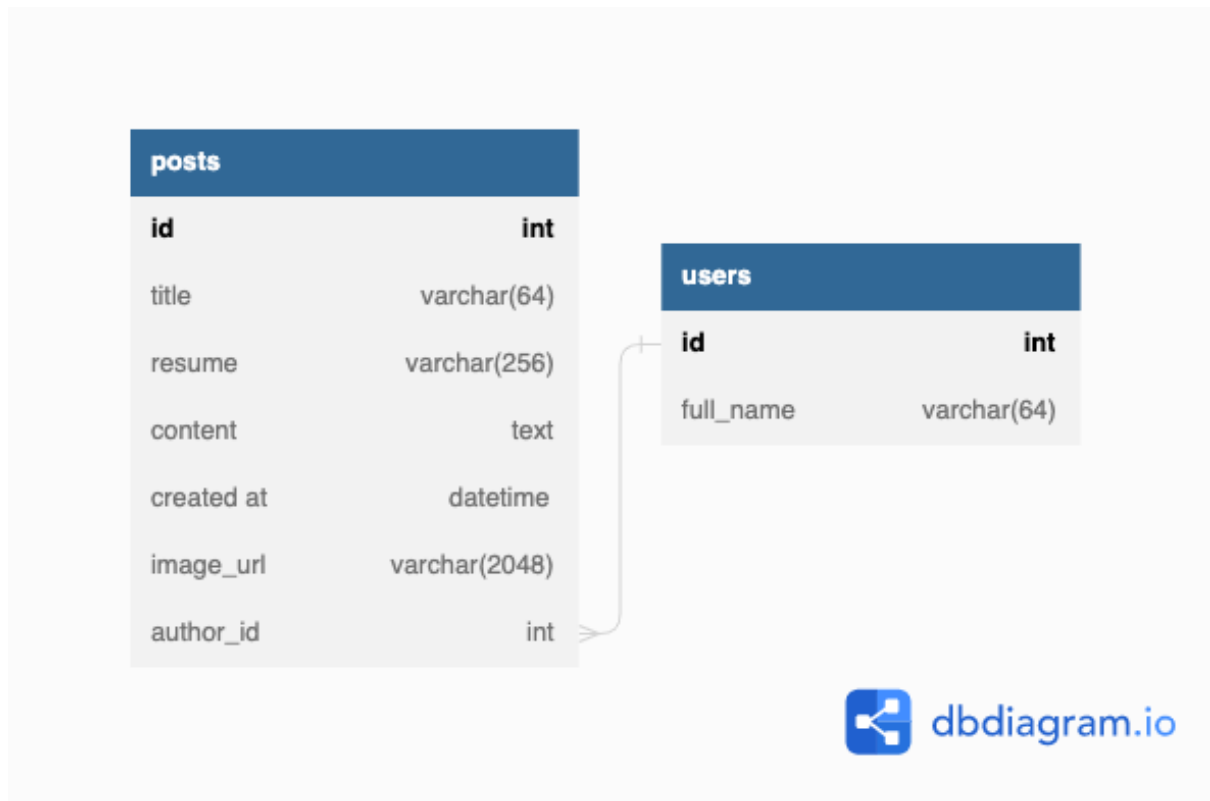 posts
id int
title varchar(64)
resume varchar(256)
content text
created at datetime
image_url varchar(2048)
author_id int
users
id int
full_name varchar(64)
dbdiagram.io